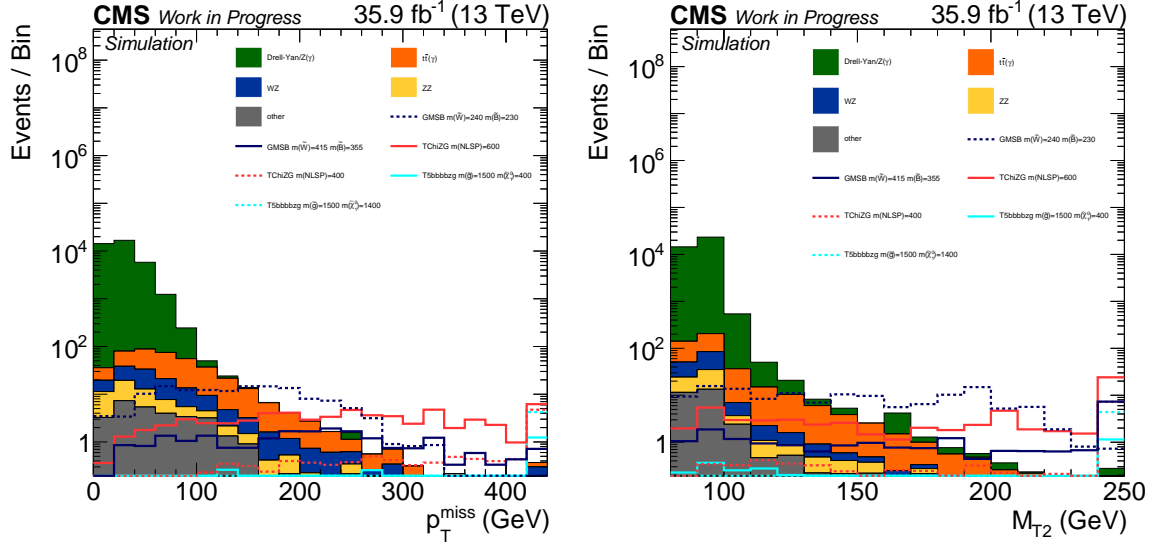 CMS Work in Progress 35.9 fb⁻¹ (13 TeV)
Simulation
Events / Bin
Drell-Yan/Z(γ) tt̄(γ)
WZ ZZ
other GMSB m(W̃)=240 m(B̃)=230
GMSB m(W̃)=415 m(B̃)=355 TChiZG m(NLSP)=600
TChiZG m(NLSP)=400 T5bbbbzg m(g̃)=1500 m(χ̃⁰₁)=400
T5bbbbzg m(g̃)=1500 m(χ̃⁰₁)=1400
10⁸
10⁶
10⁴
10²
1
0 100 200 300 400
p_T^miss (GeV)
CMS Work in Progress 35.9 fb⁻¹ (13 TeV)
Simulation
Events / Bin
Drell-Yan/Z(γ) tt̄(γ)
WZ ZZ
other GMSB m(W̃)=240 m(B̃)=230
GMSB m(W̃)=415 m(B̃)=355 TChiZG m(NLSP)=600
TChiZG m(NLSP)=400 T5bbbbzg m(g̃)=1500 m(χ̃⁰₁)=400
T5bbbbzg m(g̃)=1500 m(χ̃⁰₁)=1400
10⁸
10⁶
10⁴
10²
1
100 150 200 250
M_T2 (GeV)